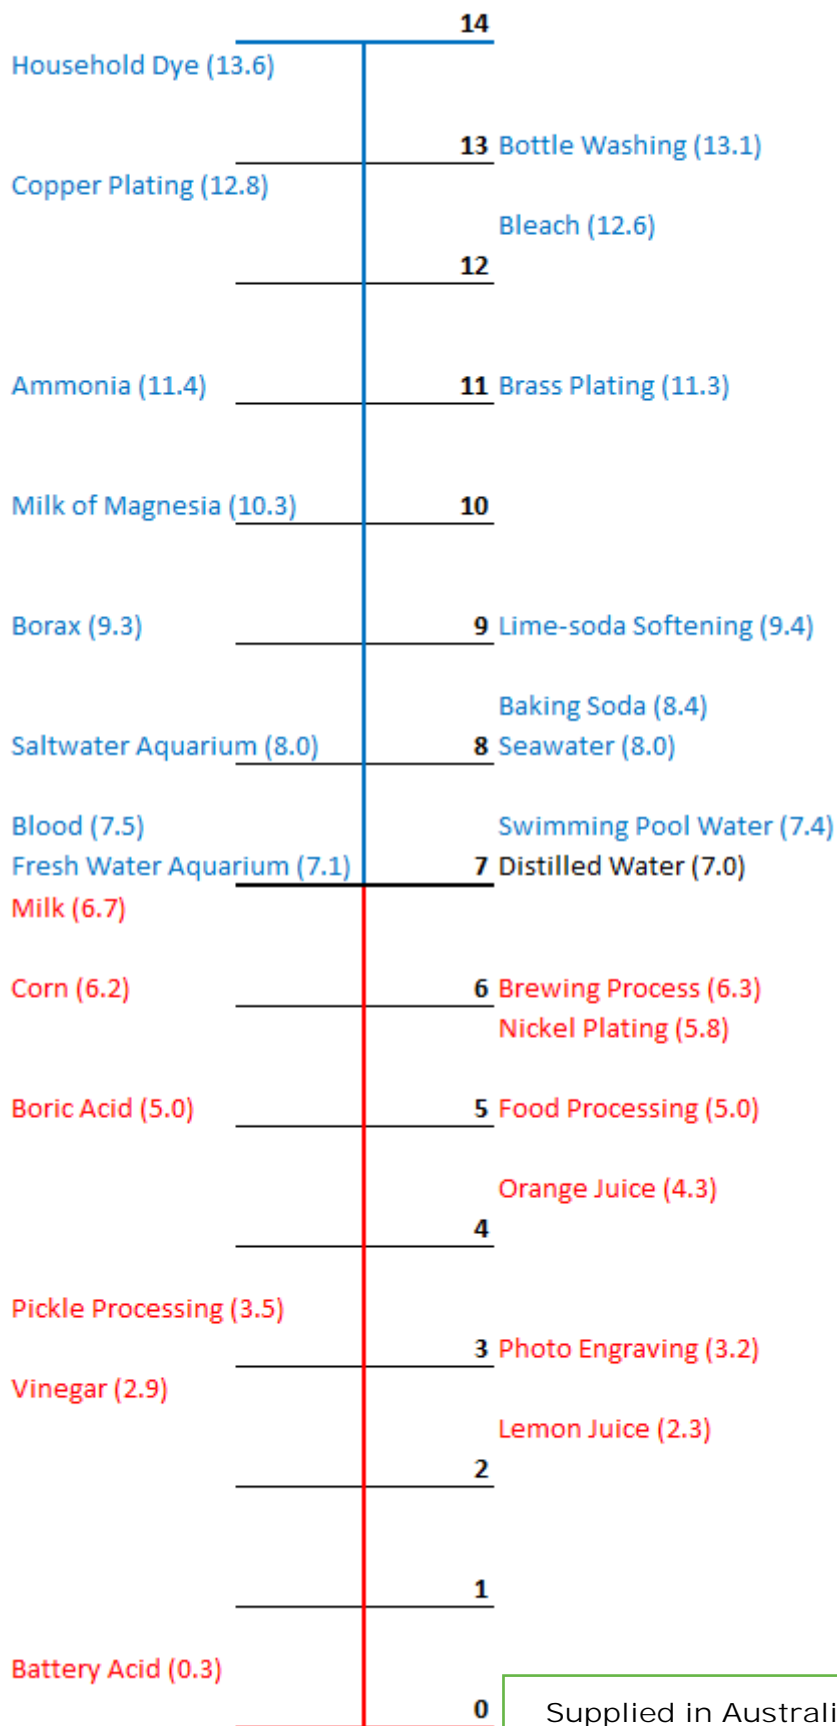 14
Household Dye (13.6)
13 Bottle Washing (13.1)
Copper Plating (12.8)
Bleach (12.6)
12
Ammonia (11.4)
11 Brass Plating (11.3)
Milk of Magnesia (10.3)
10
Borax (9.3)
9 Lime-soda Softening (9.4)
Baking Soda (8.4)
Saltwater Aquarium (8.0)
8 Seawater (8.0)
Blood (7.5)
Swimming Pool Water (7.4)
Fresh Water Aquarium (7.1)
7 Distilled Water (7.0)
Milk (6.7)
Corn (6.2)
6 Brewing Process (6.3)
Nickel Plating (5.8)
Boric Acid (5.0)
5 Food Processing (5.0)
Orange Juice (4.3)
4
Pickle Processing (3.5)
3 Photo Engraving (3.2)
Vinegar (2.9)
Lemon Juice (2.3)
2
1
Battery Acid (0.3)
0
Supplied in Australi